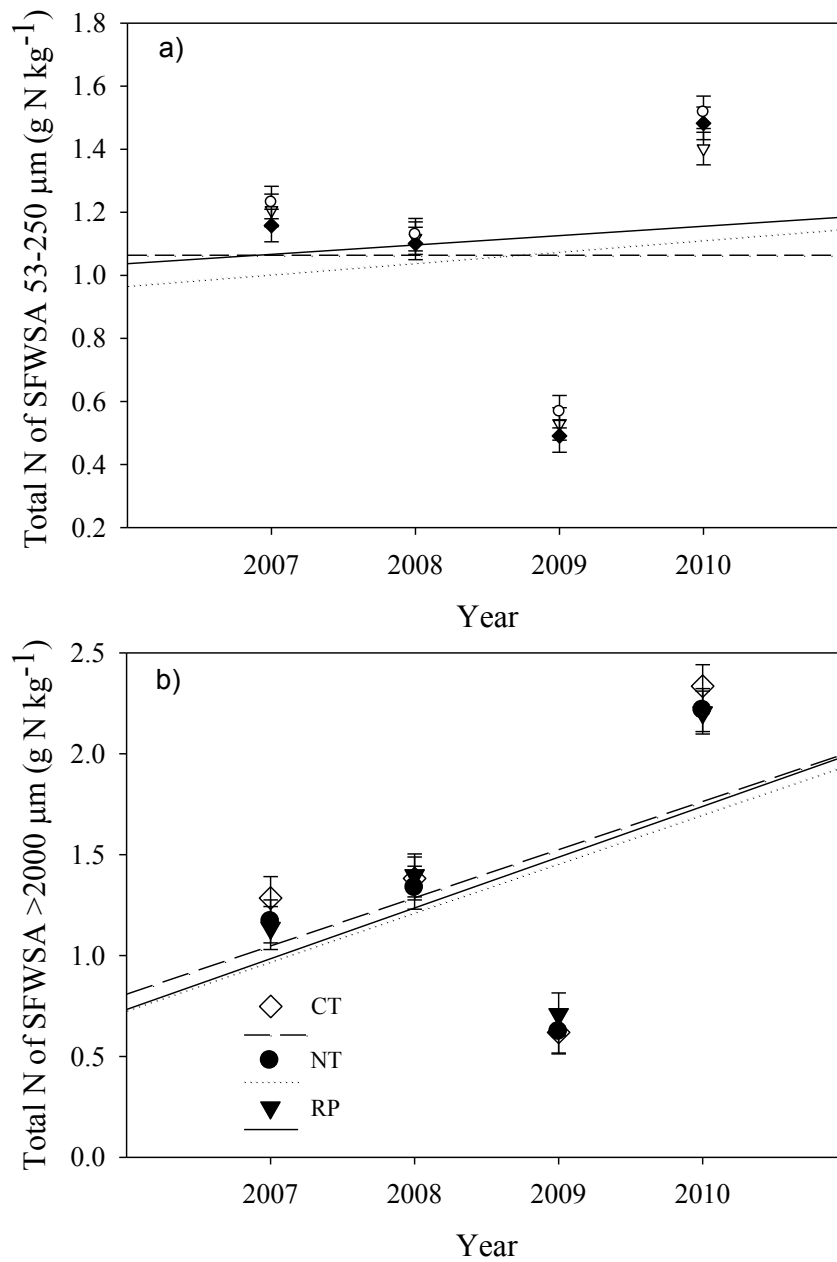 a)
Total N of SFWSA 53-250 µm (g N kg⁻¹)
1.8
1.6
1.4
1.2
1.0
0.8
0.6
0.4
0.2
2007 2008 2009 2010
Year
b)
Total N of SFWSA >2000 µm (g N kg⁻¹)
2.5
2.0
1.5
1.0
0.5
0.0
CT
NT
RP
2007 2008 2009 2010
Year